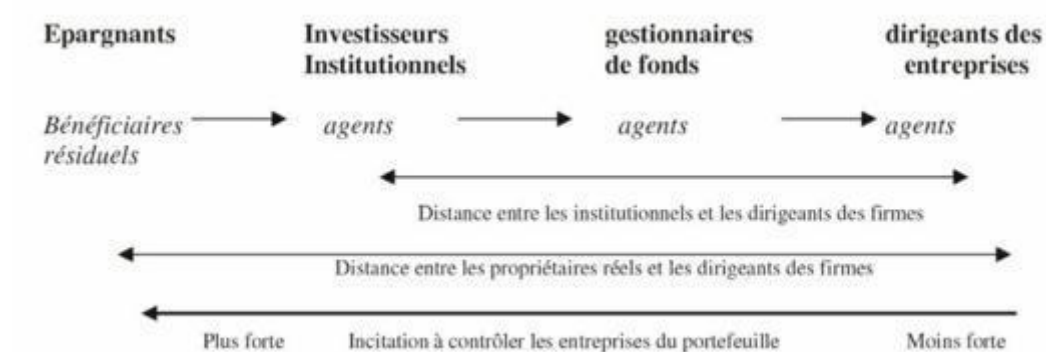 Epargnants Investisseurs gestionnaires dirigeants des
Institutionnels de fonds entreprises
Bénéficiaires agents agents agents
résiduels
Distance entre les institutionnels et les dirigeants des firmes
Distance entre les propriétaires réels et les dirigeants des firmes
Plus forte Incitation à contrôler les entreprises du portefeuille Moins forte